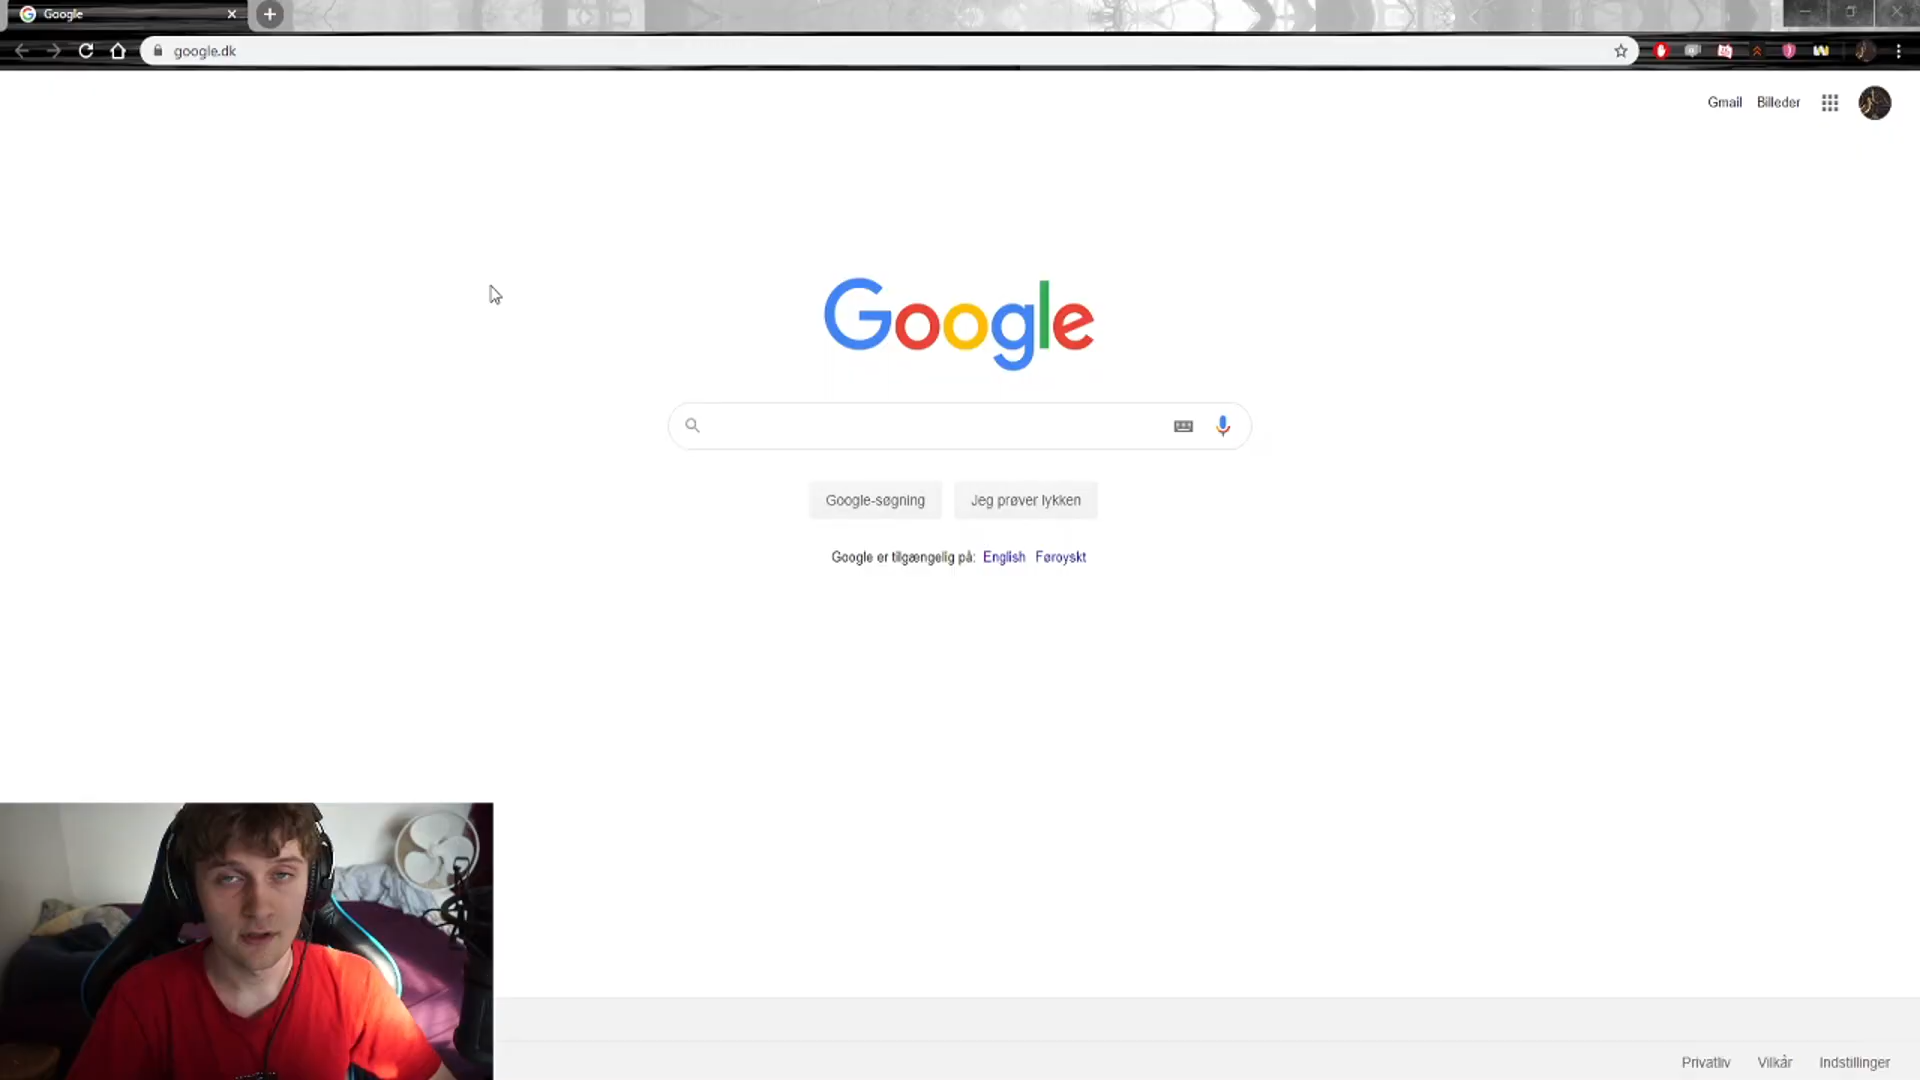 Google
google.dk
Gmail Billeder
Google
Google-søgning Jeg prøver lykken
Google er tilgængelig på: English Føroyskt
Privatliv Vilkår Indstillinger